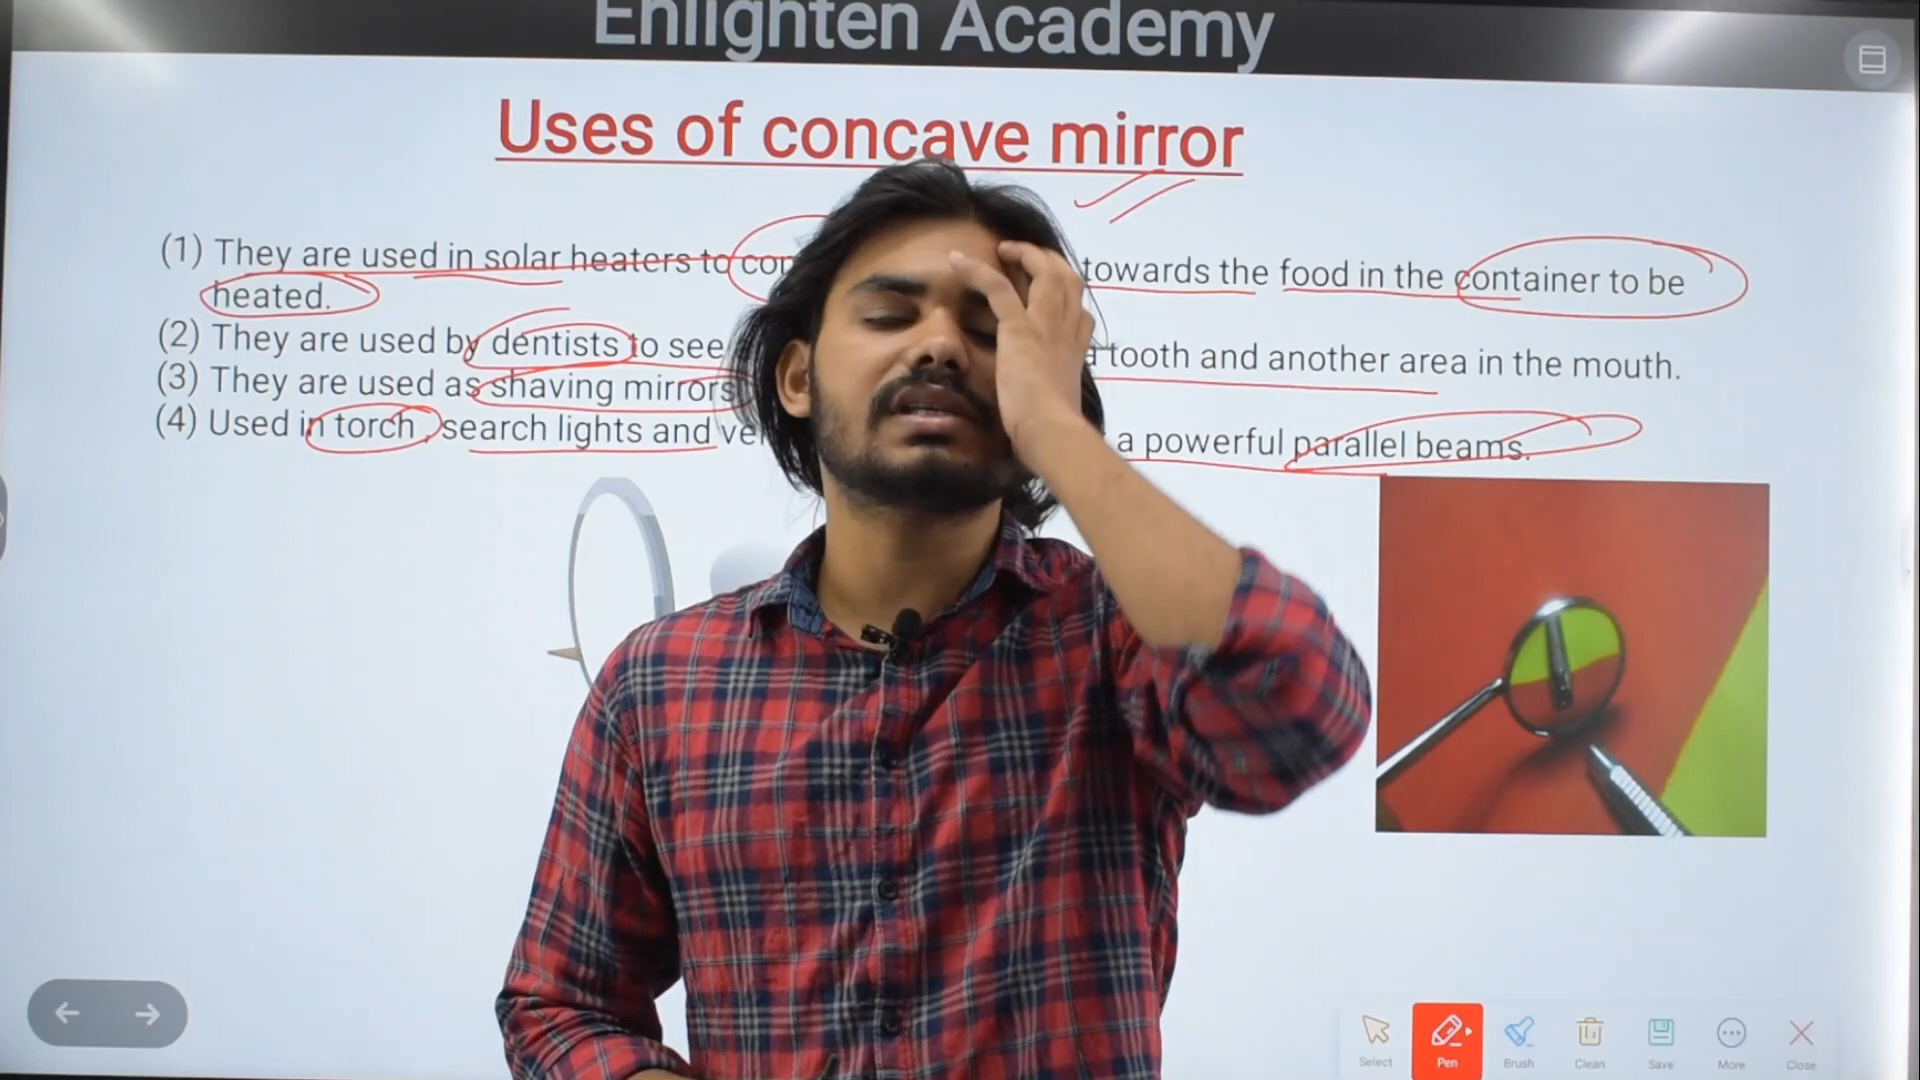 Enlighten Academy
Uses of concave mirror
(1) They are used in solar heaters to towards the food in the container to be
heated.
(2) They are used by dentists to see tooth and another area in the mouth.
(3) They are used as shaving mirrors
(4) Used in torch, search lights and a powerful parallel beams.
Select Pen Brush Clean Save More Close